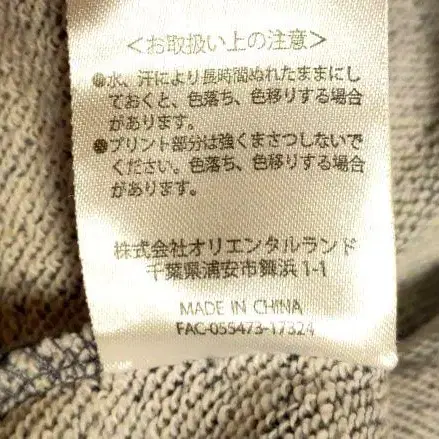 ＜お取扱い上の注意＞
●水、汗により長時間ぬれたままにし
ておくと、色落ち、色移りする場合
があります。
●プリント部分は強くまさつしないで
ください。色落ち、色移りする場合
があります。
株式会社オリエンタルランド
千葉県浦安市舞浜 1-1
MADE IN CHINA
FAC-055473-17324